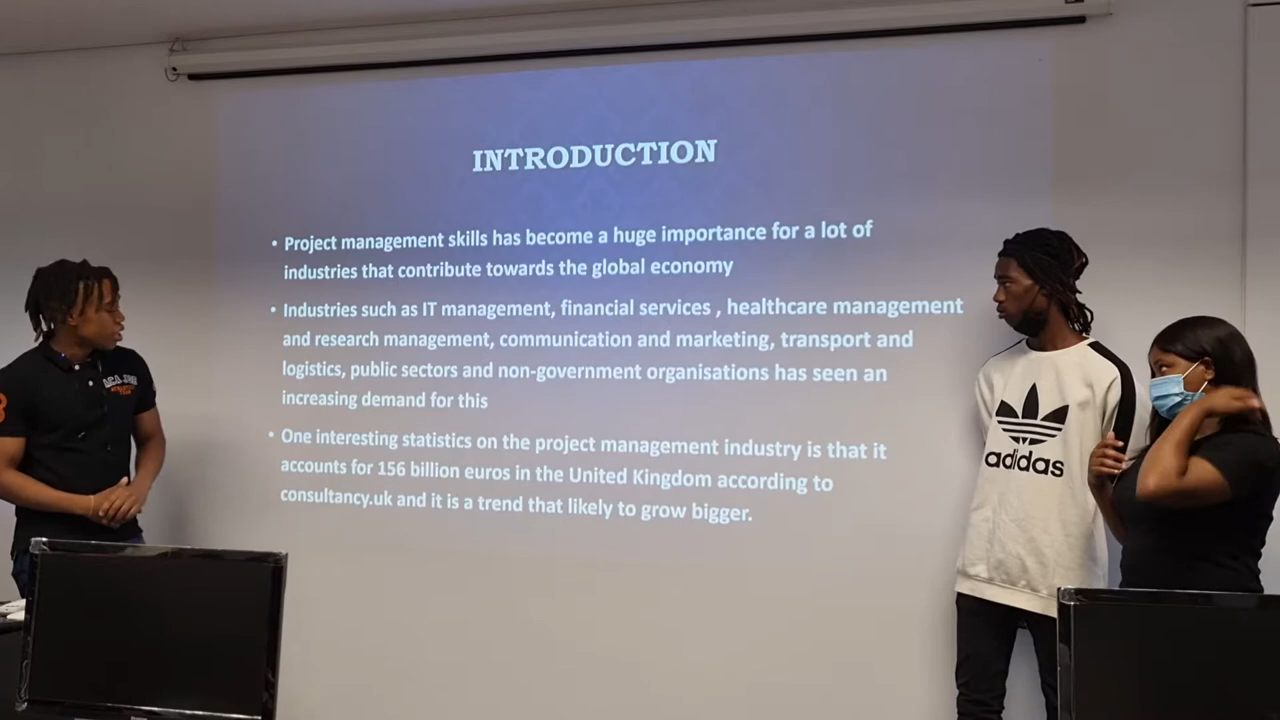 INTRODUCTION
• Project management skills has become a huge importance for a lot of
industries that contribute towards the global economy
• Industries such as IT management, financial services , healthcare management
and research management, communication and marketing, transport and
logistics, public sectors and non-government organisations has seen an
increasing demand for this
• One interesting statistics on the project management industry is that it
accounts for 156 billion euros in the United Kingdom according to
consultancy.uk and it is a trend that likely to grow bigger.
adidas